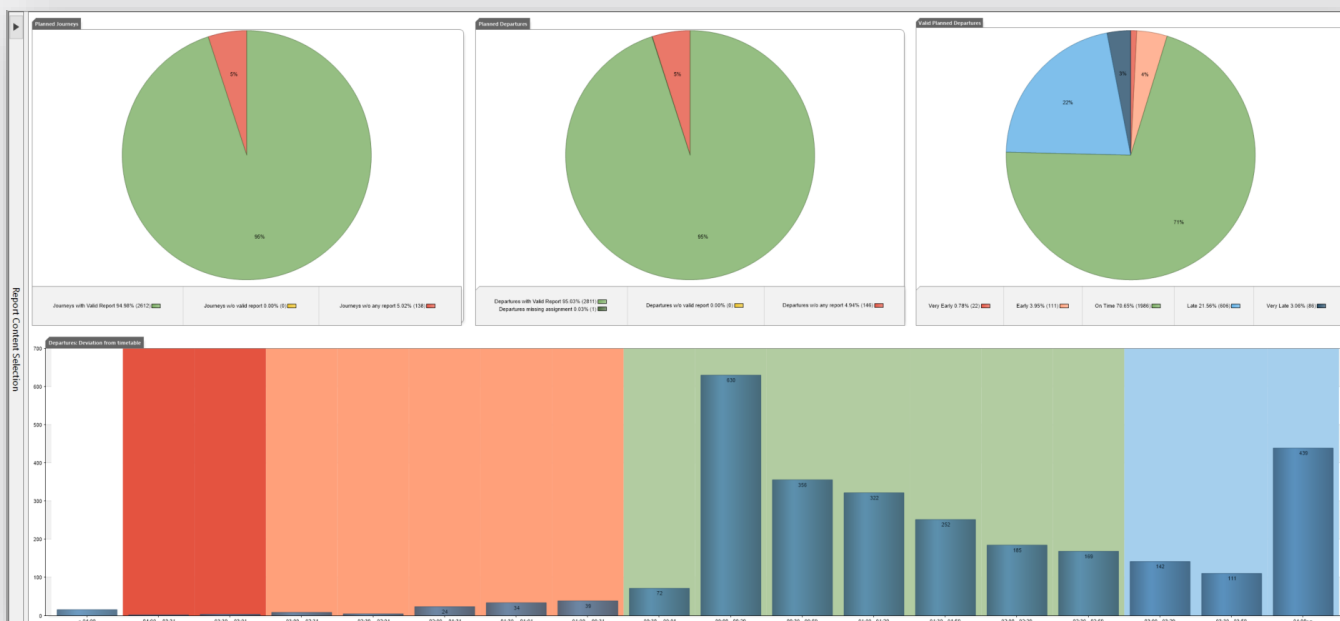 Planned Journeys
5%
95%
Journeys with Valid Report 94.98% (2612)
Journeys w/o valid report 0.00% (0)
Journeys w/o any report 5.02% (138)
Planned Departures
5%
95%
Departures with Valid Report 95.03% (2811)
Departures missing assignment 0.03% (1)
Departures w/o valid report 0.00% (0)
Departures w/o any report 4.94% (146)
Valid Planned Departures
3%
4%
22%
71%
Very Early 0.78% (22)
Early 3.95% (111)
On Time 70.65% (1986)
Late 21.56% (606)
Very Late 3.06% (86)
Report Content Selection
Departures: Deviation from timetable
700
600
500
400
300
200
100
0
24
34
39
72
630
356
322
252
185
169
142
111
439